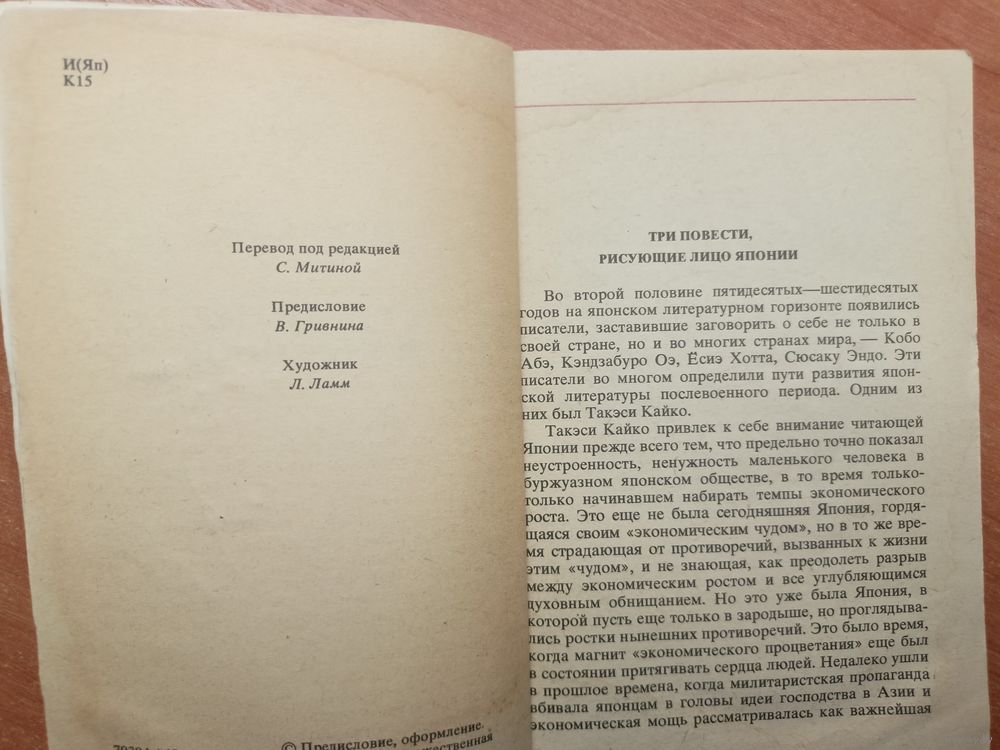 И(Яп)
К15
Перевод под редакцией
С. Митиной
Предисловие
В. Гривнина
Художник
Л. Ламм
© Предисловие, оформление.
ТРИ ПОВЕСТИ,
РИСУЮЩИЕ ЛИЦО ЯПОНИИ
Во второй половине пятидесятых—шестидесятых
годов на японском литературном горизонте появились
писатели, заставившие заговорить о себе не только в
своей стране, но и во многих странах мира, — Кобо
Абэ, Кэндзабуро Оэ, Ёсиэ Хотта, Сюсаку Эндо. Эти
писатели во многом определили пути развития япон-
ской литературы послевоенного периода. Одним из
них был Такэси Кайко.
Такэси Кайко привлек к себе внимание читающей
Японии прежде всего тем, что предельно точно показал
неустроенность, ненужность маленького человека в
буржуазном японском обществе, в то время только-
только начинавшем набирать темпы экономического
роста. Это еще не была сегодняшняя Япония, гордя-
щаяся своим «экономическим чудом», но в то же вре-
мя страдающая от противоречий, вызванных к жизни
этим «чудом», и не знающая, как преодолеть разрыв
между экономическим ростом и все углубляющимся
духовным обнищанием. Но это уже была Япония, в
которой пусть еще только в зародыше, но проглядыва-
лись ростки нынешних противоречий. Это было время,
когда магнит «экономического процветания» еще был
в состоянии притягивать сердца людей. Недалеко ушли
в прошлое времена, когда милитаристская пропаганда
вбивала японцам в головы идеи господства в Азии и
экономическая мощь рассматривалась как важнейшая